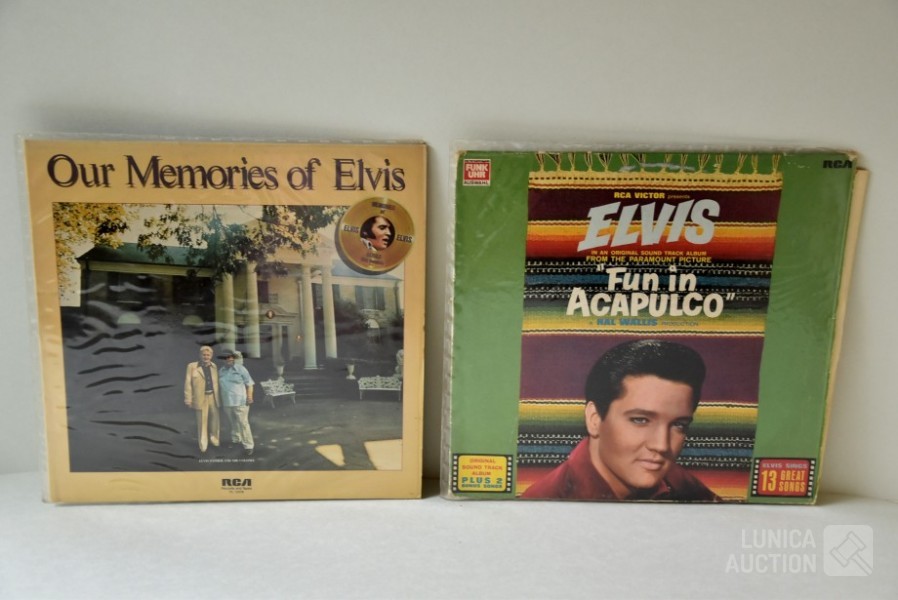 Our Memories of Elvis
ELVIS
ELVIS
RCA
FUNK
UHR
RCA
RCA VICTOR presents
ELVIS
IN AN ORIGINAL SOUND TRACK ALBUM
FROM THE PARAMOUNT PICTURE
"Fun in
ACAPULCO"
A HAL WALLIS PRODUCTION
ORIGINAL
SOUND TRACK
ALBUM
PLUS 2
BONUS SONGS
ELVIS SINGS
13 GREAT
SONGS
LUNICA
AUCTION